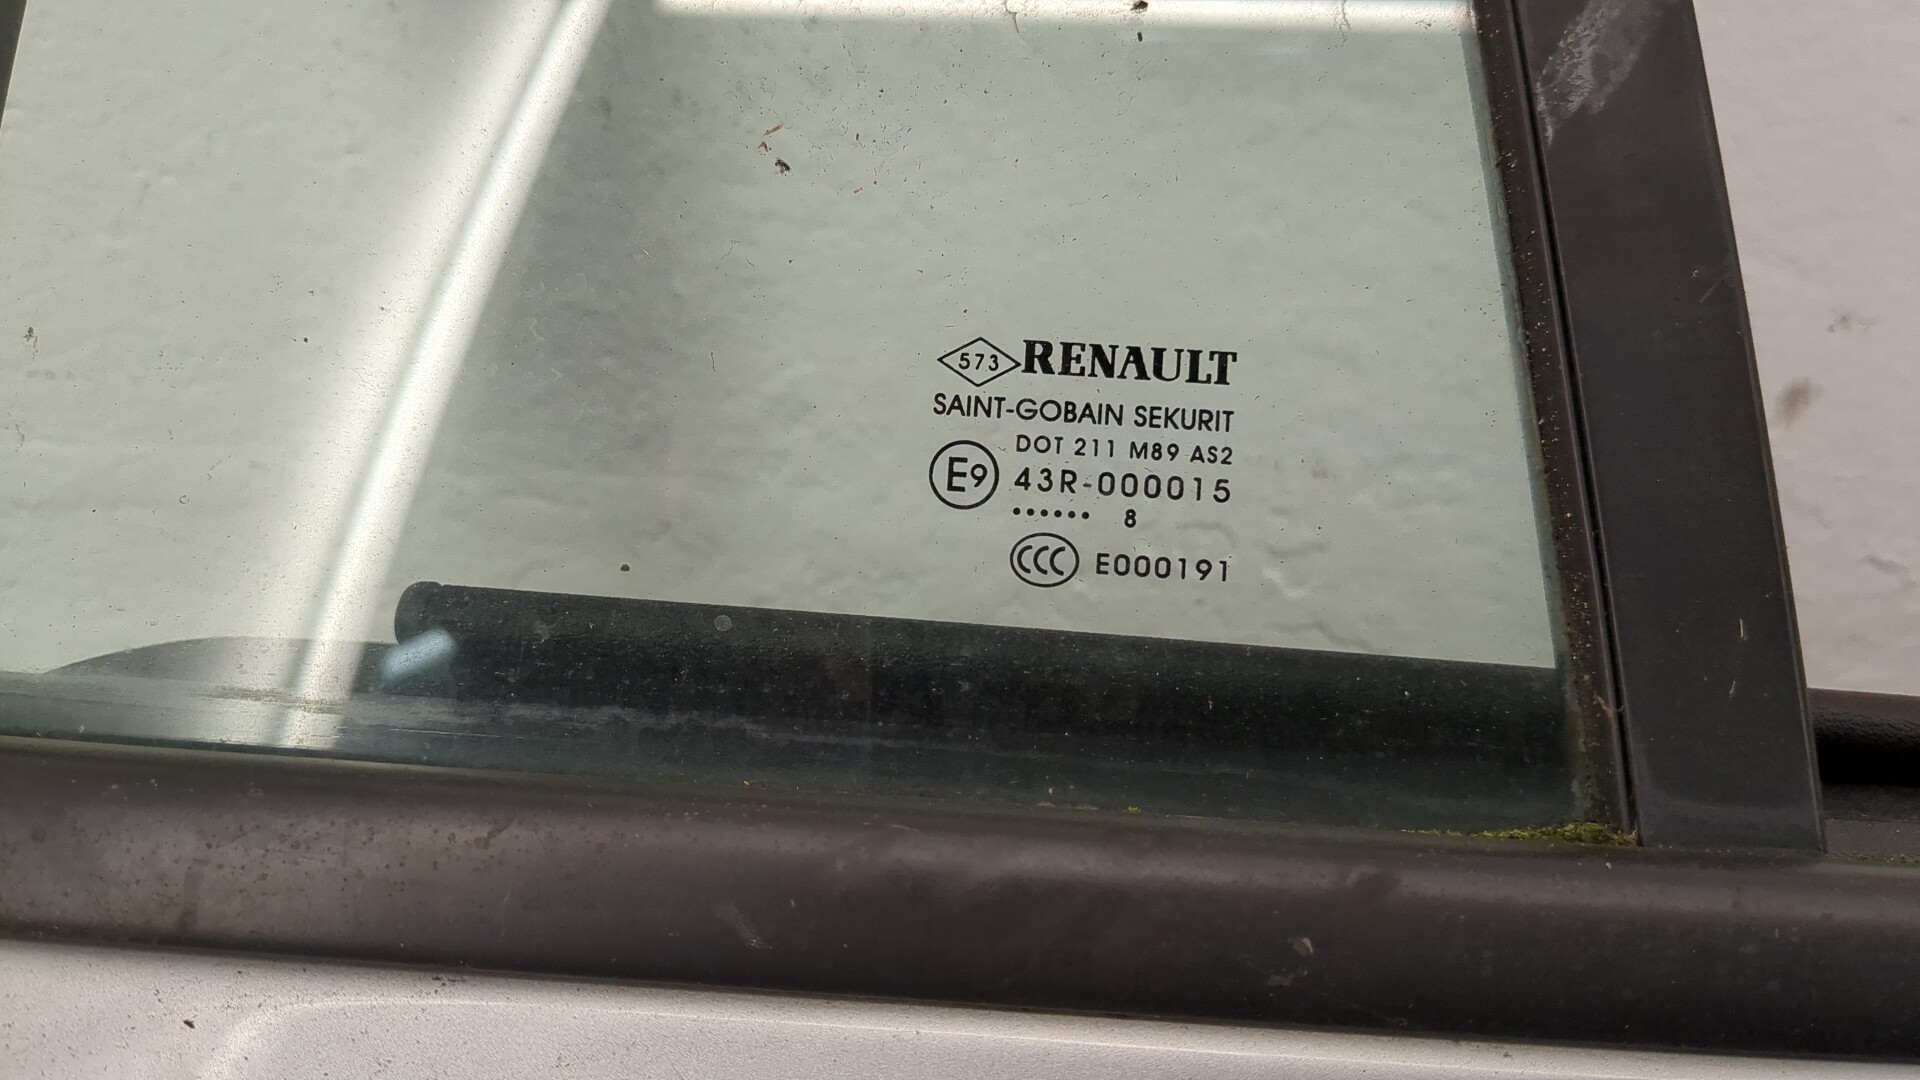 573 RENAULT
SAINT-GOBAIN SEKURIT
DOT 211 M89 AS2
E9 43R-000015
...... 8
CCC E000191